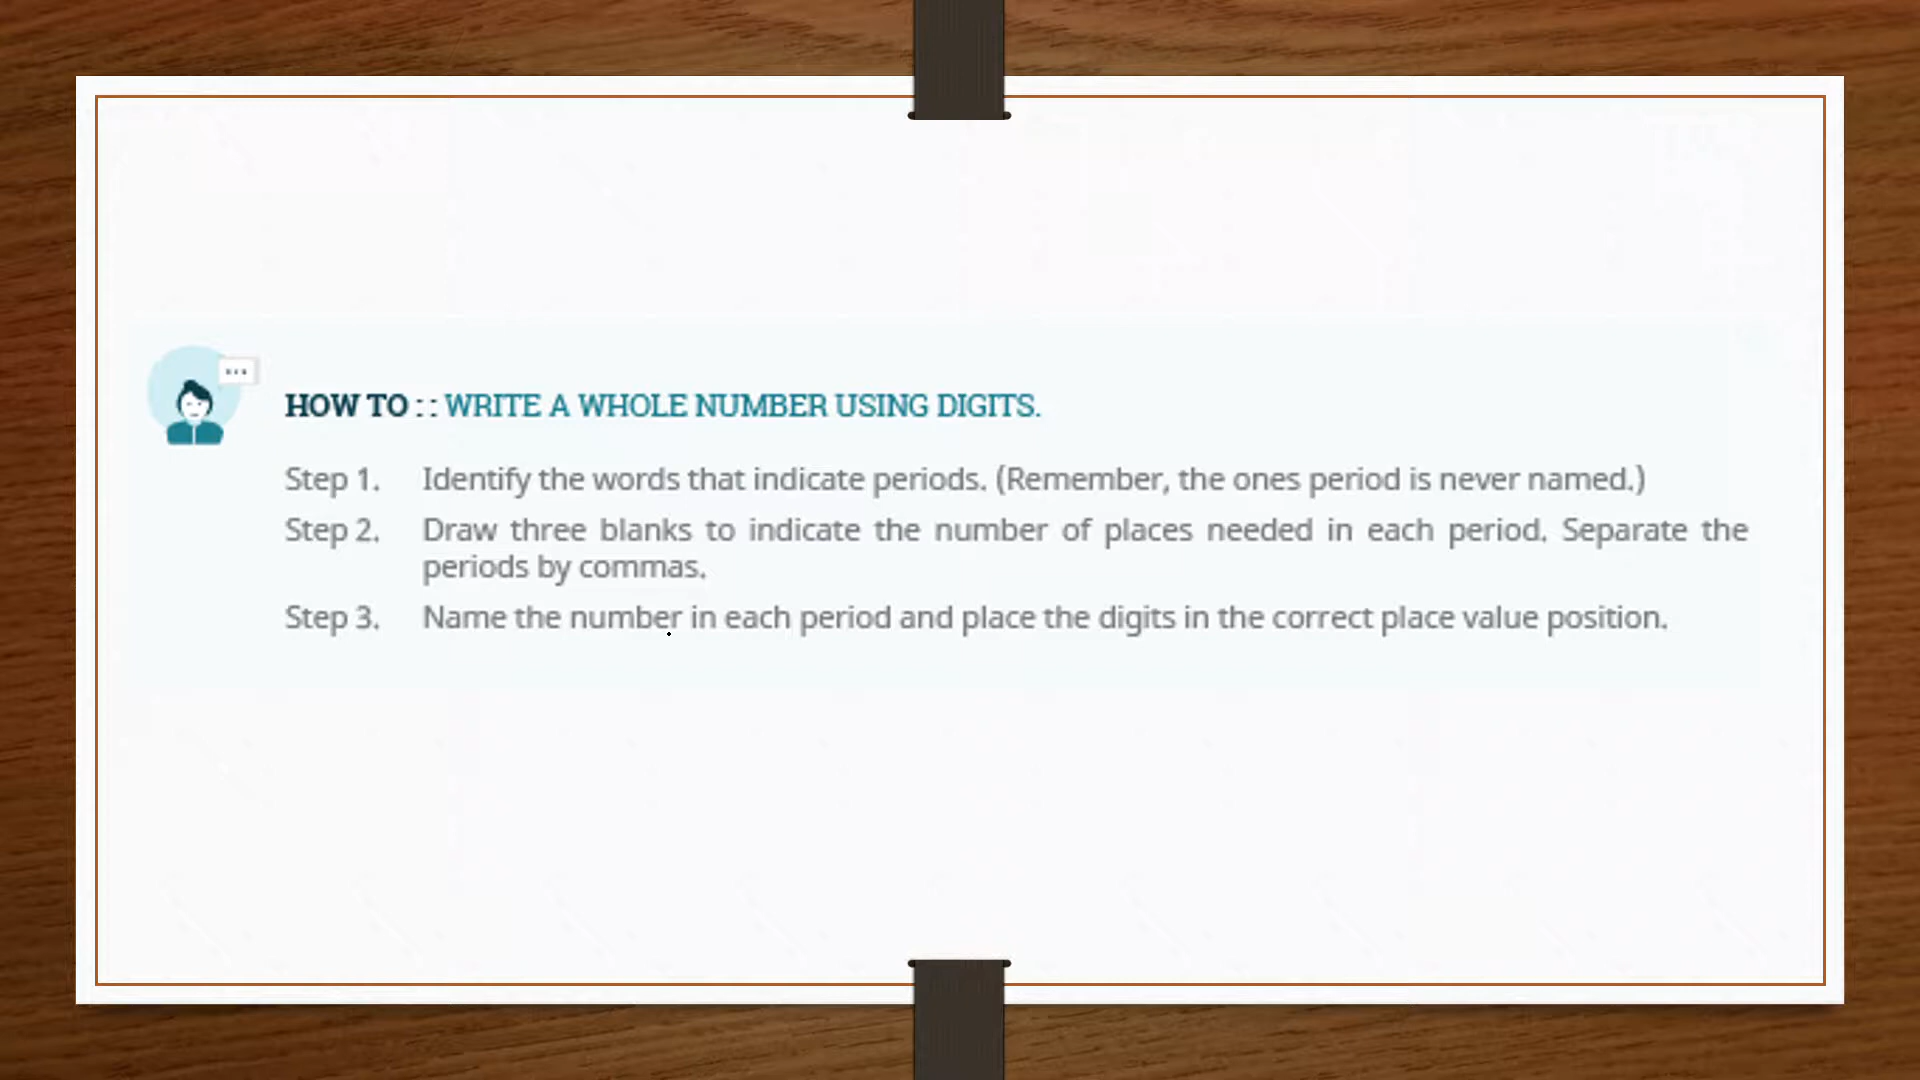 HOW TO : : WRITE A WHOLE NUMBER USING DIGITS.
Step 1. Identify the words that indicate periods. (Remember, the ones period is never named.)
Step 2. Draw three blanks to indicate the number of places needed in each period. Separate the
periods by commas.
Step 3. Name the number in each period and place the digits in the correct place value position.